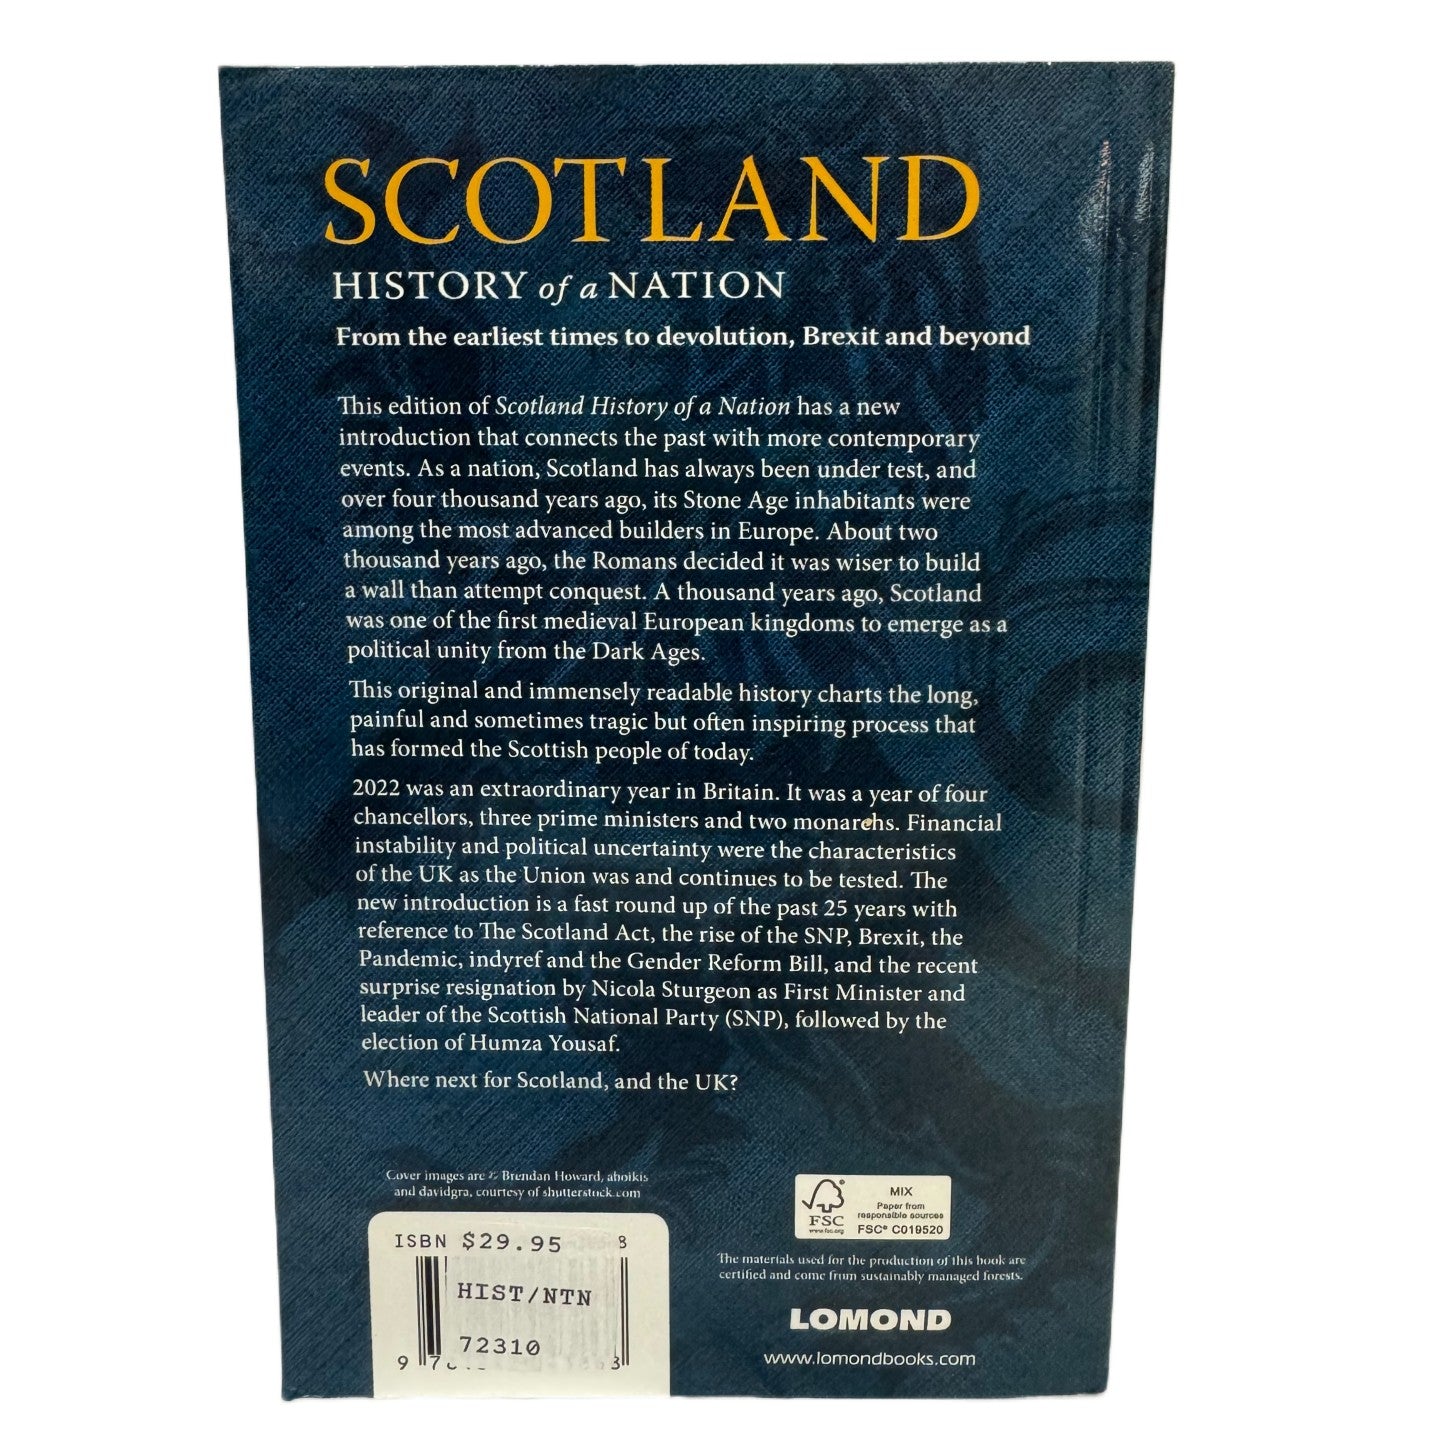 SCOTLAND
HISTORY of a NATION
From the earliest times to devolution, Brexit and beyond
This edition of Scotland History of a Nation has a new
introduction that connects the past with more contemporary
events. As a nation, Scotland has always been under test, and
over four thousand years ago, its Stone Age inhabitants were
among the most advanced builders in Europe. About two
thousand years ago, the Romans decided it was wiser to build
a wall than attempt conquest. A thousand years ago, Scotland
was one of the first medieval European kingdoms to emerge as a
political unity from the Dark Ages.
This original and immensely readable history charts the long,
painful and sometimes tragic but often inspiring process that
has formed the Scottish people of today.
2022 was an extraordinary year in Britain. It was a year of four
chancellors, three prime ministers and two monarchs. Financial
instability and political uncertainty were the characteristics
of the UK as the Union was and continues to be tested. The
new introduction is a fast round up of the past 25 years with
reference to The Scotland Act, the rise of the SNP, Brexit, the
Pandemic, indyref and the Gender Reform Bill, and the recent
surprise resignation by Nicola Sturgeon as First Minister and
leader of the Scottish National Party (SNP), followed by the
election of Humza Yousaf.
Where next for Scotland, and the UK?
Cover images are © Brendan Howard, aboikis
and davidgra, courtesy of shutterstock.com
FSC
www.fsc.org
MIX
Paper from
responsible sources
FSC® C019520
The materials used for the production of this book are
certified and come from sustainably managed forests.
ISBN $29.95 8
HIST/NTN
72310
9 3
LOMOND
www.lomondbooks.com